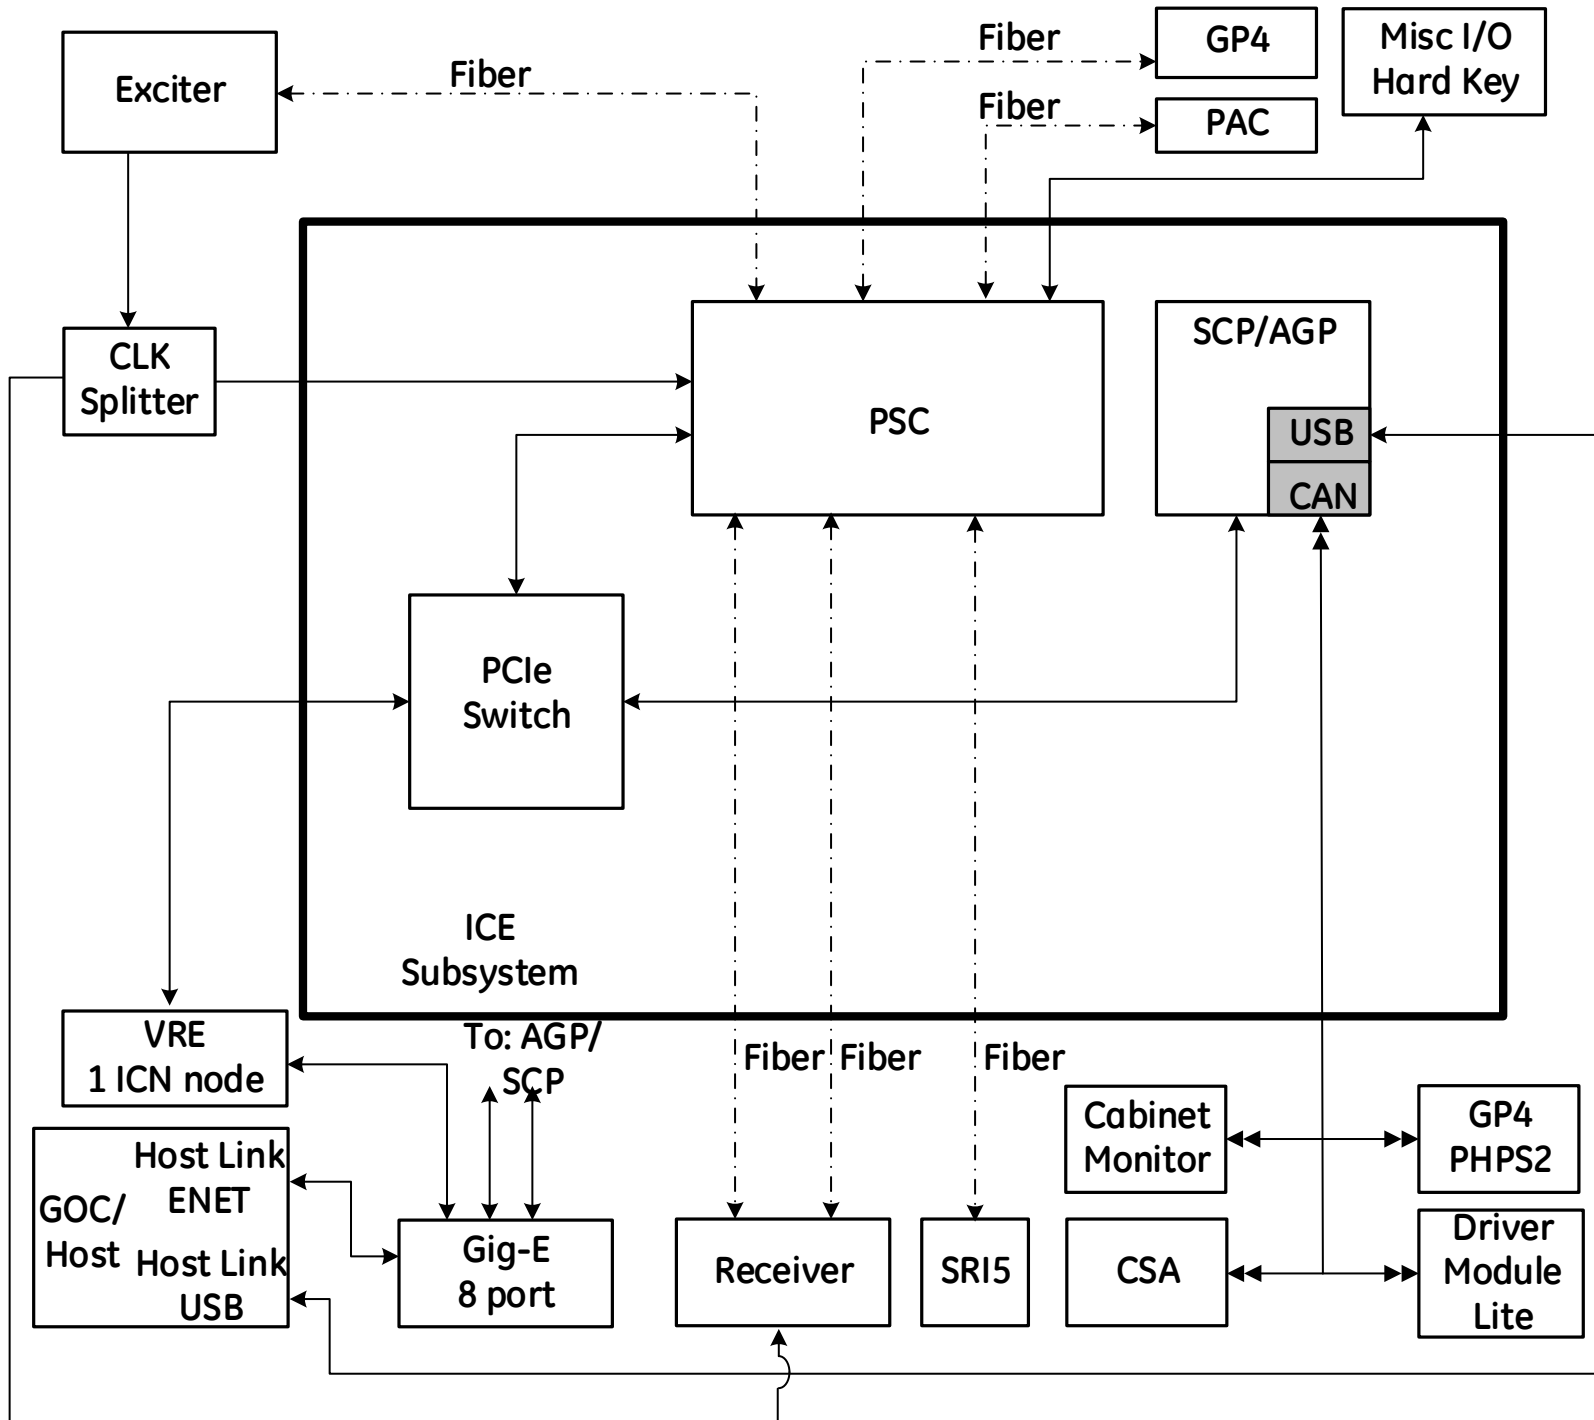 Exciter
Fiber
Fiber
GP4
Fiber
PAC
Misc I/O
Hard Key
CLK
Splitter
PSC
SCP/AGP
USB
CAN
PCIe
Switch
ICE
Subsystem
VRE
1 ICN node
To: AGP/
SCP
Fiber
Fiber
Fiber
Host Link
ENET
GOC/
Host
Host Link
USB
Gig-E
8 port
Receiver
SRI5
Cabinet
Monitor
GP4
PHPS2
CSA
Driver
Module
Lite